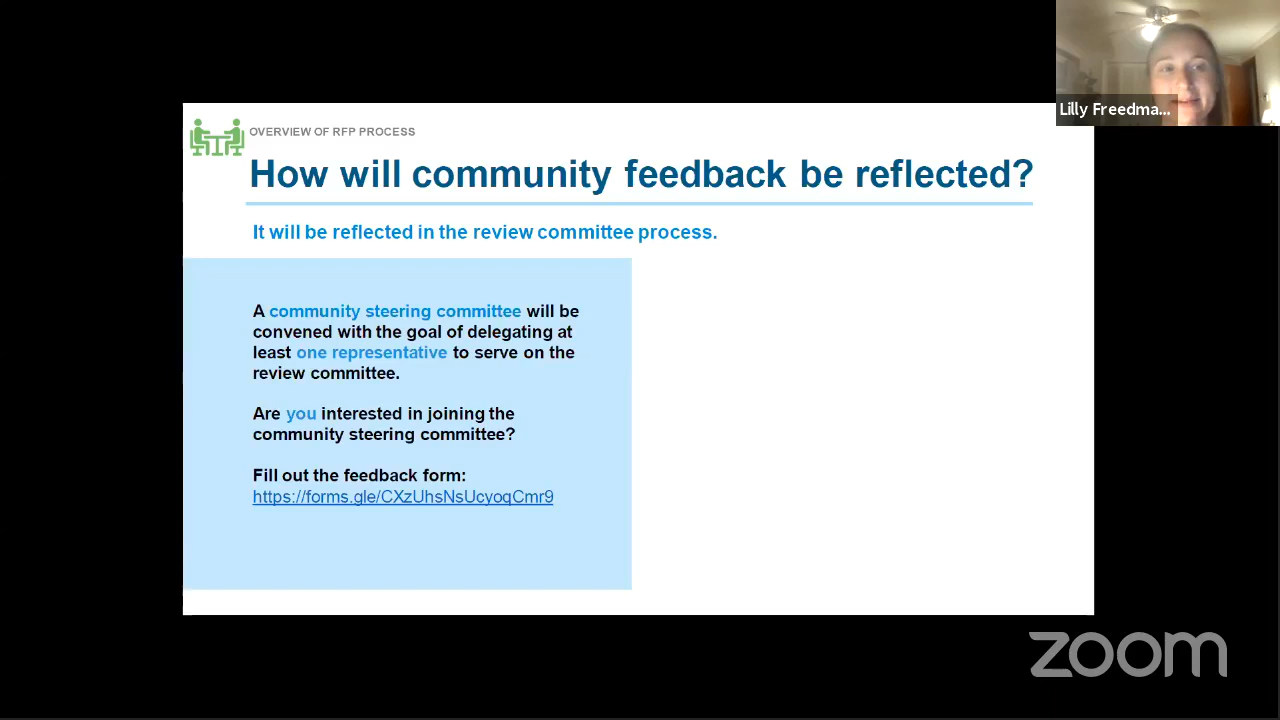 Lilly Freedma...
OVERVIEW OF RFP PROCESS
How will community feedback be reflected?
It will be reflected in the review committee process.
A community steering committee will be
convened with the goal of delegating at
least one representative to serve on the
review committee.
Are you interested in joining the
community steering committee?
Fill out the feedback form:
https://forms.gle/CXzUhsNsUcyoqCmr9
zoom